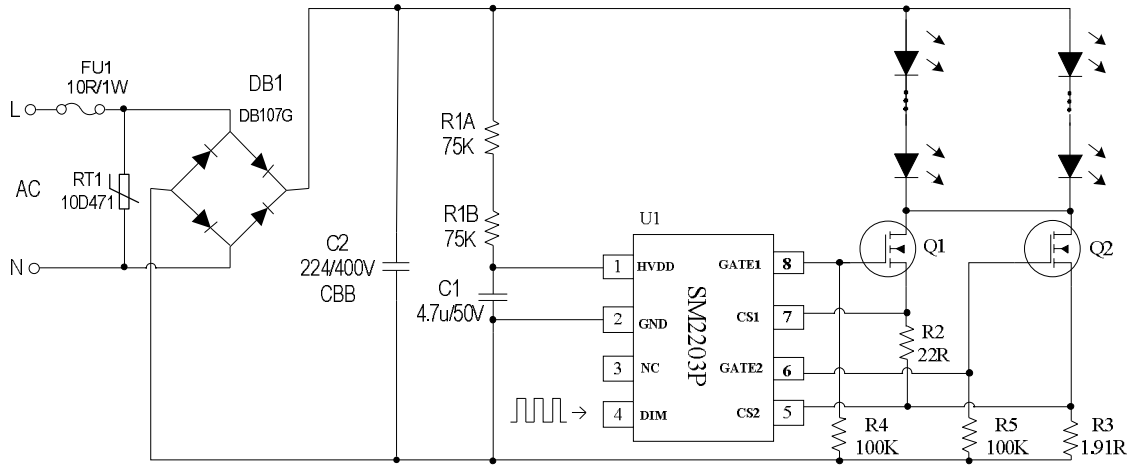 FU1
10R/1W
DB1
DB107G
L
AC
RT1
10D471
N
C2
224/400V
CBB
R1A
75K
R1B
75K
C1
4.7u/50V
U1
SM2203P
1 HVDD
2 GND
3 NC
4 DIM
GATE1 8
CS1 7
GATE2 6
CS2 5
Q1
Q2
R2
22R
R4
100K
R5
100K
R3
1.91R